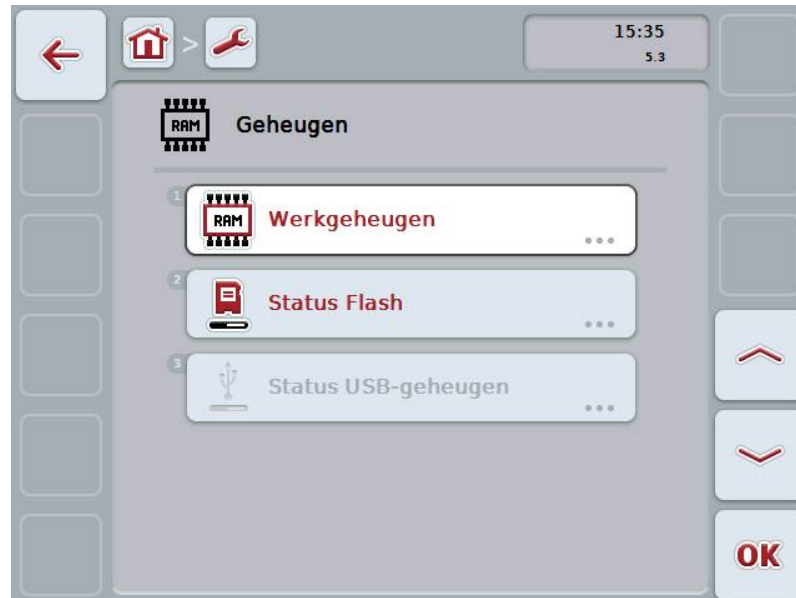 >
15:35
5.3
RAM Geheugen
1
RAM Werkgeheugen
...
2
Status Flash
...
3
Status USB-geheugen
...
OK